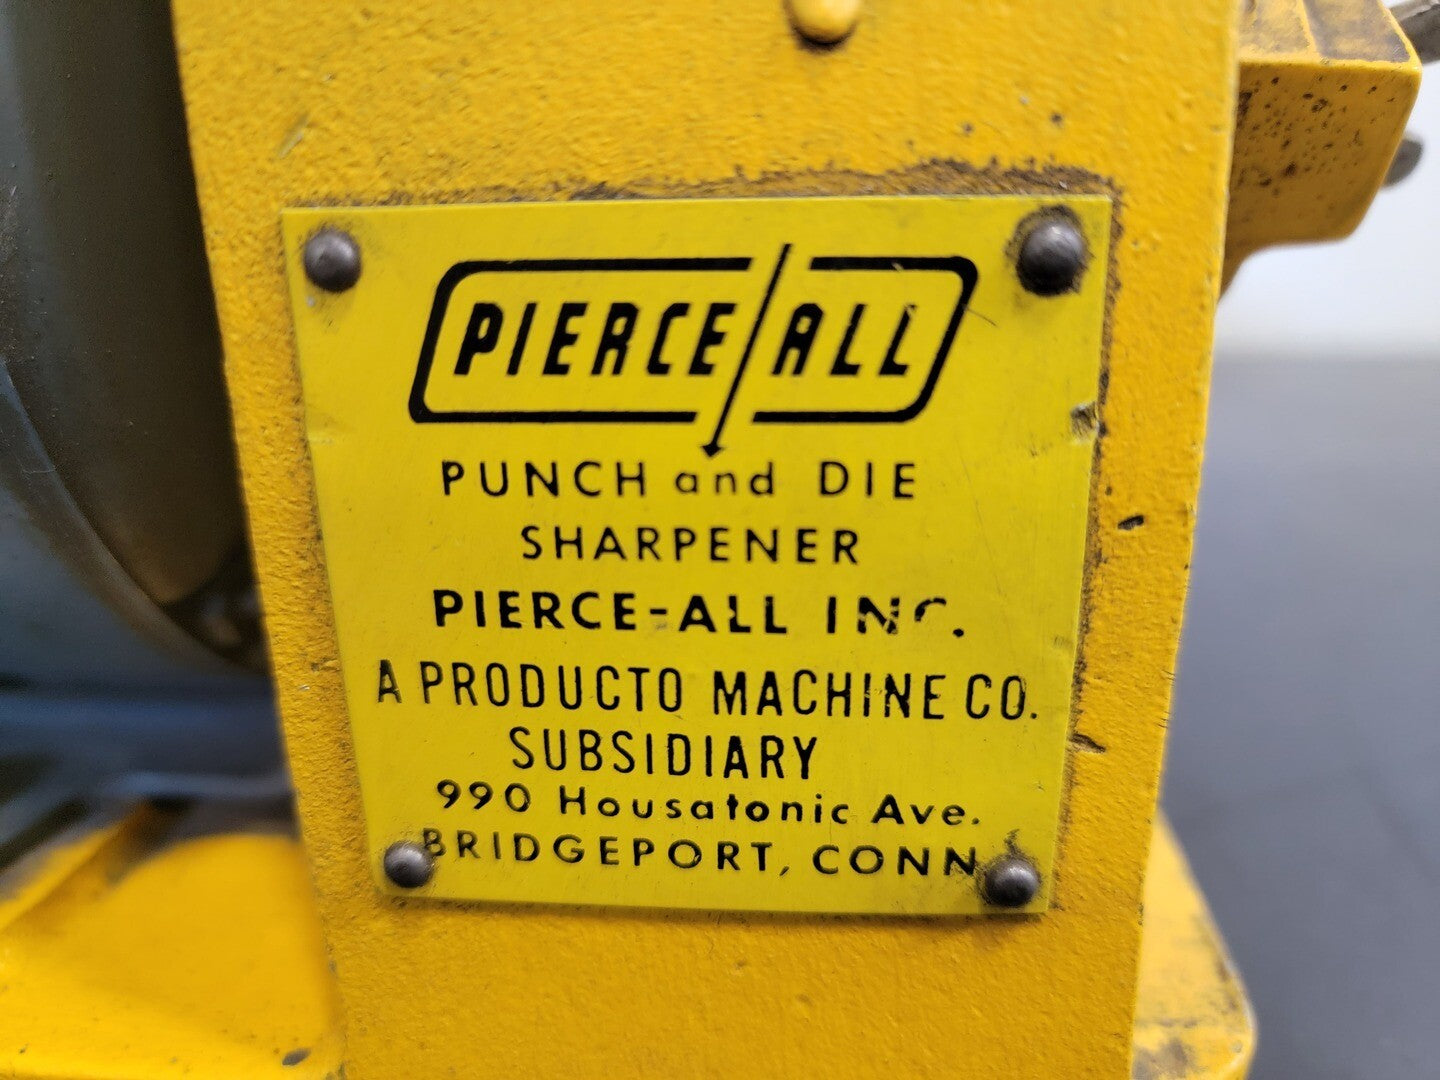 PIERCE/ALL
PUNCH and DIE
SHARPENER
PIERCE-ALL INC.
A PRODUCTO MACHINE CO.
SUBSIDIARY
990 Housatonic Ave.
BRIDGEPORT, CONN.